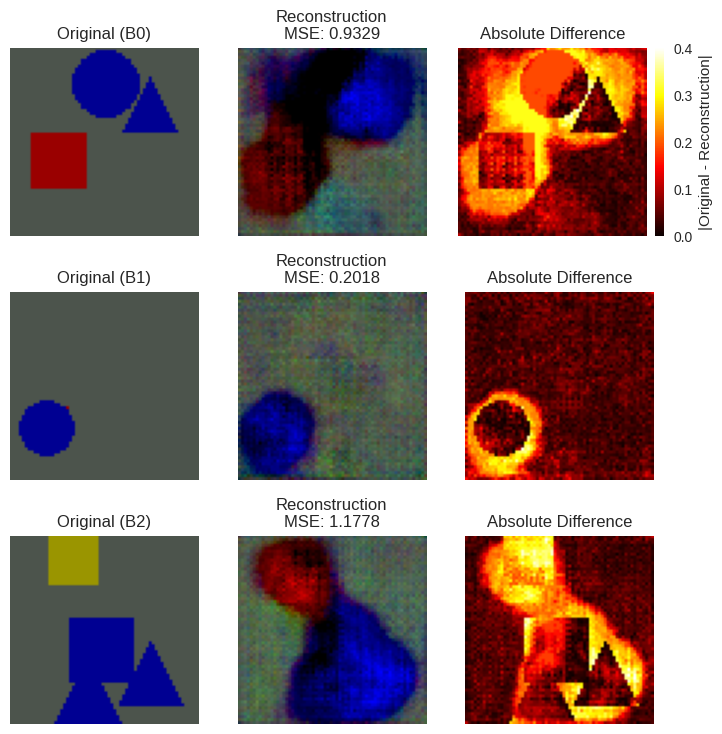 Original (B0)
Reconstruction
MSE: 0.9329
Absolute Difference
0.4
0.3
0.2
0.1
0.0
|Original - Reconstruction|
Original (B1)
Reconstruction
MSE: 0.2018
Absolute Difference
Original (B2)
Reconstruction
MSE: 1.1778
Absolute Difference